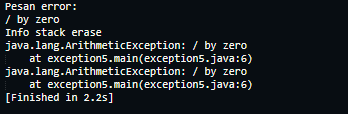 Pesan error:
/ by zero
Info stack erase
java.lang.ArithmeticException: / by zero
    at exception5.main(exception5.java:6)
java.lang.ArithmeticException: / by zero
    at exception5.main(exception5.java:6)
[Finished in 2.2s]